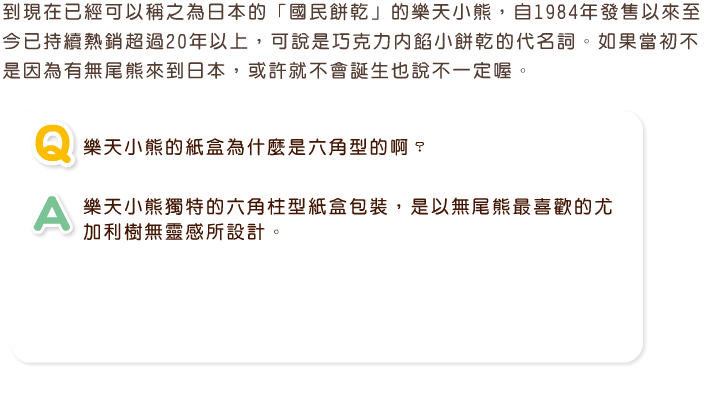 到現在已經可以稱之為日本的「國民餅乾」的樂天小熊，自1984年發售以來至
今已持續熱銷超過20年以上，可說是巧克力内餡小餅乾的代名詞。如果當初不
是因為有無尾熊來到日本，或許就不會誕生也說不一定喔。
Q 樂天小熊的紙盒為什麼是六角型的啊？
A 樂天小熊獨特的六角柱型紙盒包裝，是以無尾熊最喜歡的尤
加利樹無靈感所設計。